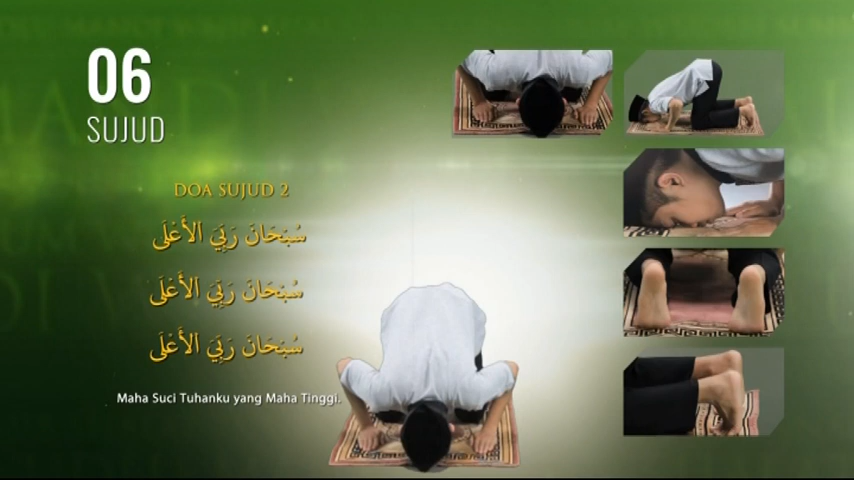 06
SUJUD
DOA SUJUD 2
سُبْحَانَ رَبِّيَ الأَعْلَى
سُبْحَانَ رَبِّيَ الأَعْلَى
سُبْحَانَ رَبِّيَ الأَعْلَى
Maha Suci Tuhanku yang Maha Tinggi.